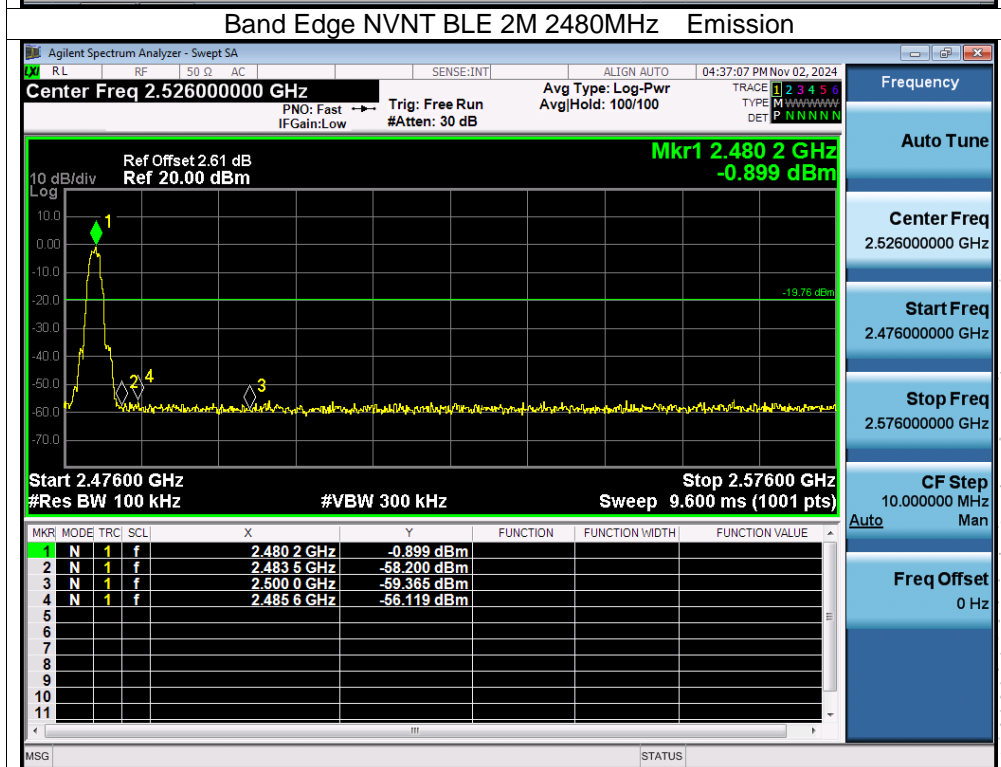 Band Edge NVNT BLE 2M 2480MHz Emission
Agilent Spectrum Analyzer - Swept SA
LXI RL RF 50 Ω AC SENSE:INT ALIGN AUTO 04:37:07 PM Nov 02, 2024
Center Freq 2.526000000 GHz
PNO: Fast
IFGain:Low
Trig: Free Run
#Atten: 30 dB
Avg Type: Log-Pwr
Avg|Hold: 100/100
TRACE 1 2 3 4 5 6
TYPE M WWWWW
DET P N N N N N
Ref Offset 2.61 dB
Ref 20.00 dBm
10 dB/div
Log
Mkr1 2.480 2 GHz
-0.899 dBm
10.0
0.00
-10.0
-20.0
-30.0
-40.0
-50.0
-60.0
-70.0
1
2
4
3
-19.76 dBm
Start 2.47600 GHz Stop 2.57600 GHz
#Res BW 100 kHz #VBW 300 kHz Sweep 9.600 ms (1001 pts)
MKR MODE TRC SCL X Y FUNCTION FUNCTION WIDTH FUNCTION VALUE
1 N 1 f 2.480 2 GHz -0.899 dBm
2 N 1 f 2.483 5 GHz -58.200 dBm
3 N 1 f 2.500 0 GHz -59.365 dBm
4 N 1 f 2.485 6 GHz -56.119 dBm
5
6
7
8
9
10
11
MSG STATUS
Frequency
Auto Tune
Center Freq
2.526000000 GHz
Start Freq
2.476000000 GHz
Stop Freq
2.576000000 GHz
CF Step
10.000000 MHz
Auto Man
Freq Offset
0 Hz